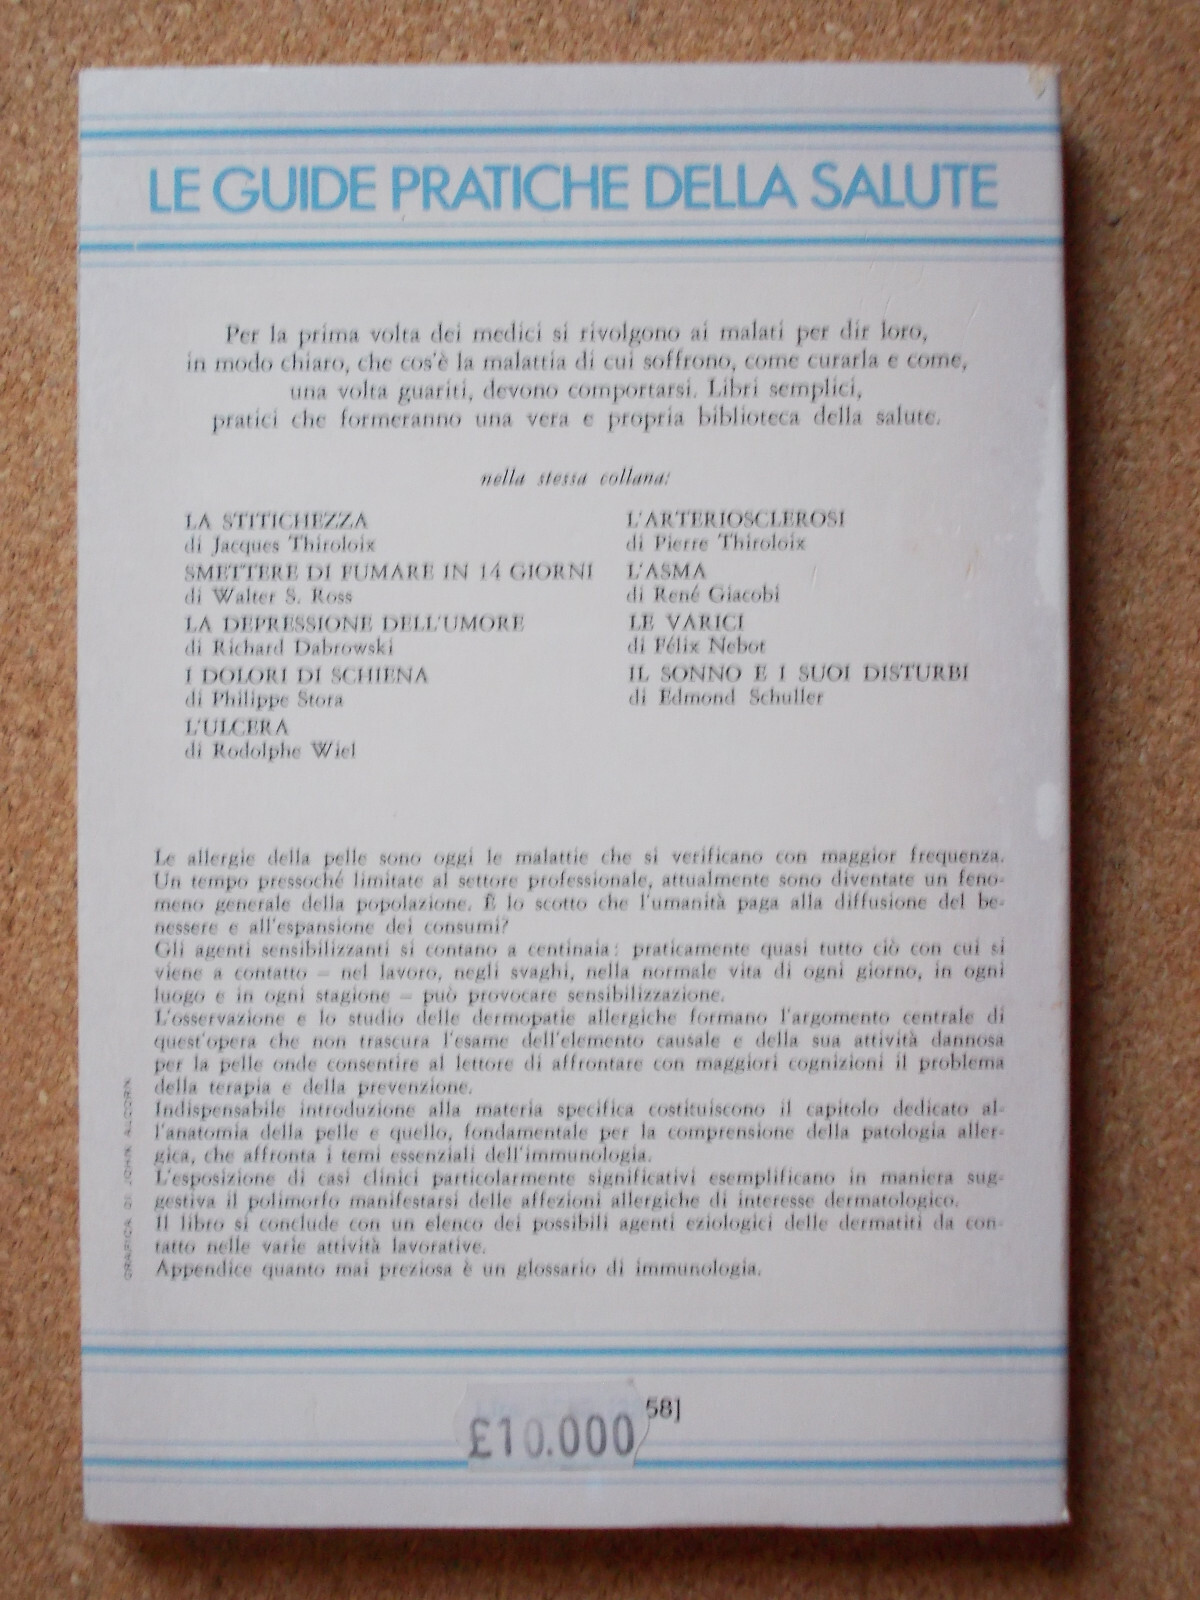 LE GUIDE PRATICHE DELLA SALUTE
Per la prima volta dei medici si rivolgono ai malati per dir loro,
in modo chiaro, che cos'è la malattia di cui soffrono, come curarla e come,
una volta guariti, devono comportarsi. Libri semplici,
pratici che formeranno una vera e propria biblioteca della salute.
nella stessa collana:
LA STITICHEZZA
di Jacques Thiroloix
SMETTERE DI FUMARE IN 14 GIORNI
di Walter S. Ross
LA DEPRESSIONE DELL'UMORE
di Richard Dabrowski
I DOLORI DI SCHIENA
di Philippe Stora
L'ULCERA
di Rodolphe Wiel
L'ARTERIOSCLEROSI
di Pierre Thiroloix
L'ASMA
di René Giacobi
LE VARICI
di Félix Nebot
IL SONNO E I SUOI DISTURBI
di Edmond Schuller
Le allergie della pelle sono oggi le malattie che si verificano con maggior frequenza.
Un tempo pressoché limitate al settore professionale, attualmente sono diventate un feno-
meno generale della popolazione. È lo scotto che l'umanità paga alla diffusione del be-
nessere e all'espansione dei consumi?
Gli agenti sensibilizzanti si contano a centinaia: praticamente quasi tutto ciò con cui si
viene a contatto – nel lavoro, negli svaghi, nella normale vita di ogni giorno, in ogni
luogo e in ogni stagione – può provocare sensibilizzazione.
L'osservazione e lo studio delle dermopatie allergiche formano l'argomento centrale di
quest'opera che non trascura l'esame dell'elemento causale e della sua attività dannosa
per la pelle onde consentire al lettore di affrontare con maggiori cognizioni il problema
della terapia e della prevenzione.
Indispensabile introduzione alla materia specifica costituiscono il capitolo dedicato al-
l'anatomia della pelle e quello, fondamentale per la comprensione della patologia aller-
gica, che affronta i temi essenziali dell'immunologia.
L'esposizione di casi clinici particolarmente significativi esemplificano in maniera sug-
gestiva il polimorfo manifestarsi delle affezioni allergiche di interesse dermatologico.
Il libro si conclude con un elenco dei possibili agenti eziologici delle dermatiti da con-
tatto nelle varie attività lavorative.
Appendice quanto mai preziosa è un glossario di immunologia.
GRAFICA DI JOHN ALCORN
58]
£10.000